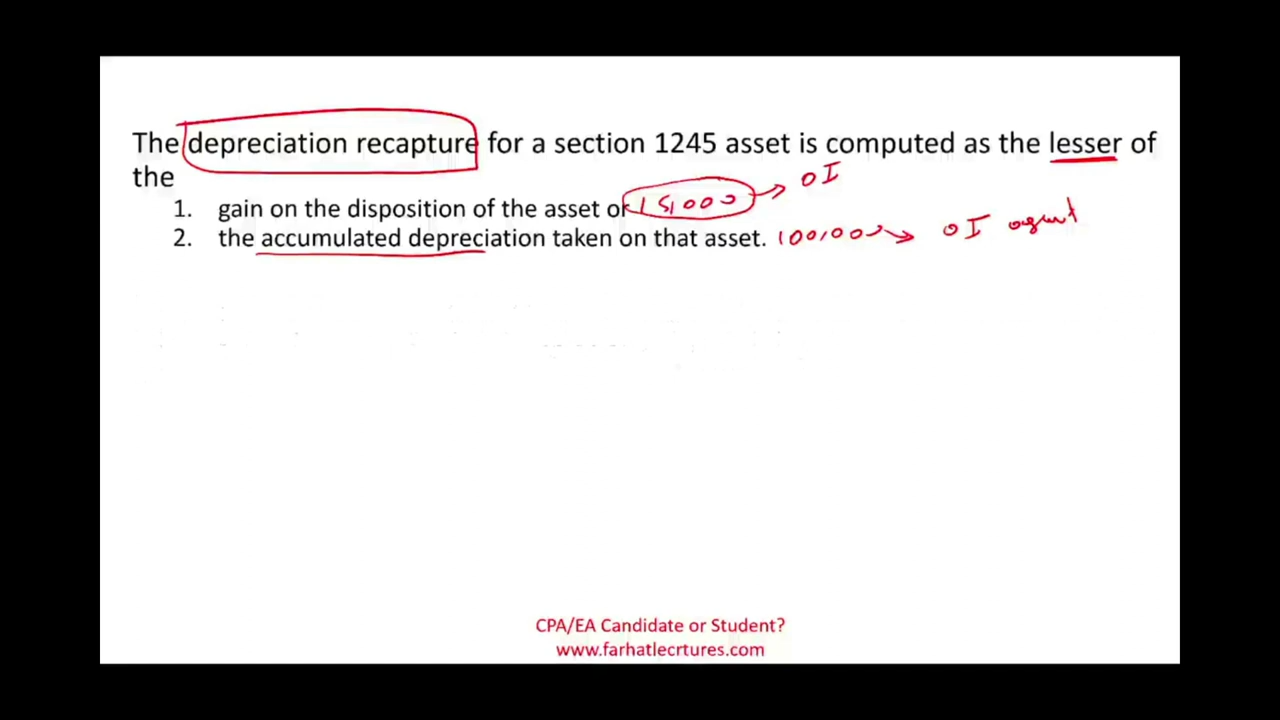 The depreciation recapture for a section 1245 asset is computed as the lesser of
the
1. gain on the disposition of the asset or 15,000 → OI
2. the accumulated depreciation taken on that asset. 100,000 → OI
CPA/EA Candidate or Student?
www.farhatlecrtures.com